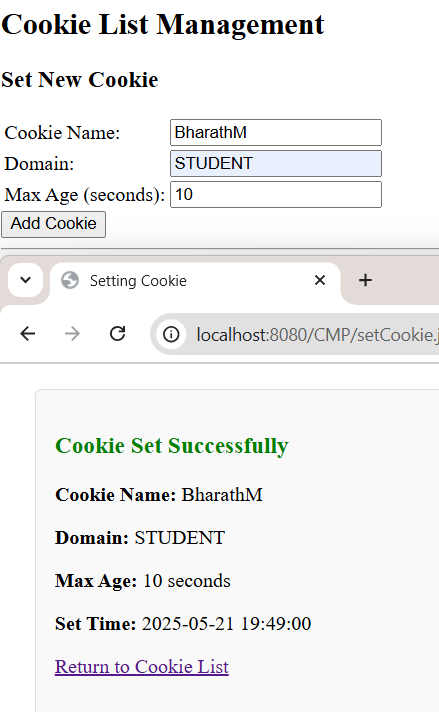 Cookie List Management
Set New Cookie
Cookie Name: BharathM
Domain: STUDENT
Max Age (seconds): 10
Add Cookie
Setting Cookie
localhost:8080/CMP/setCookie.j
Cookie Set Successfully
Cookie Name: BharathM
Domain: STUDENT
Max Age: 10 seconds
Set Time: 2025-05-21 19:49:00
Return to Cookie List